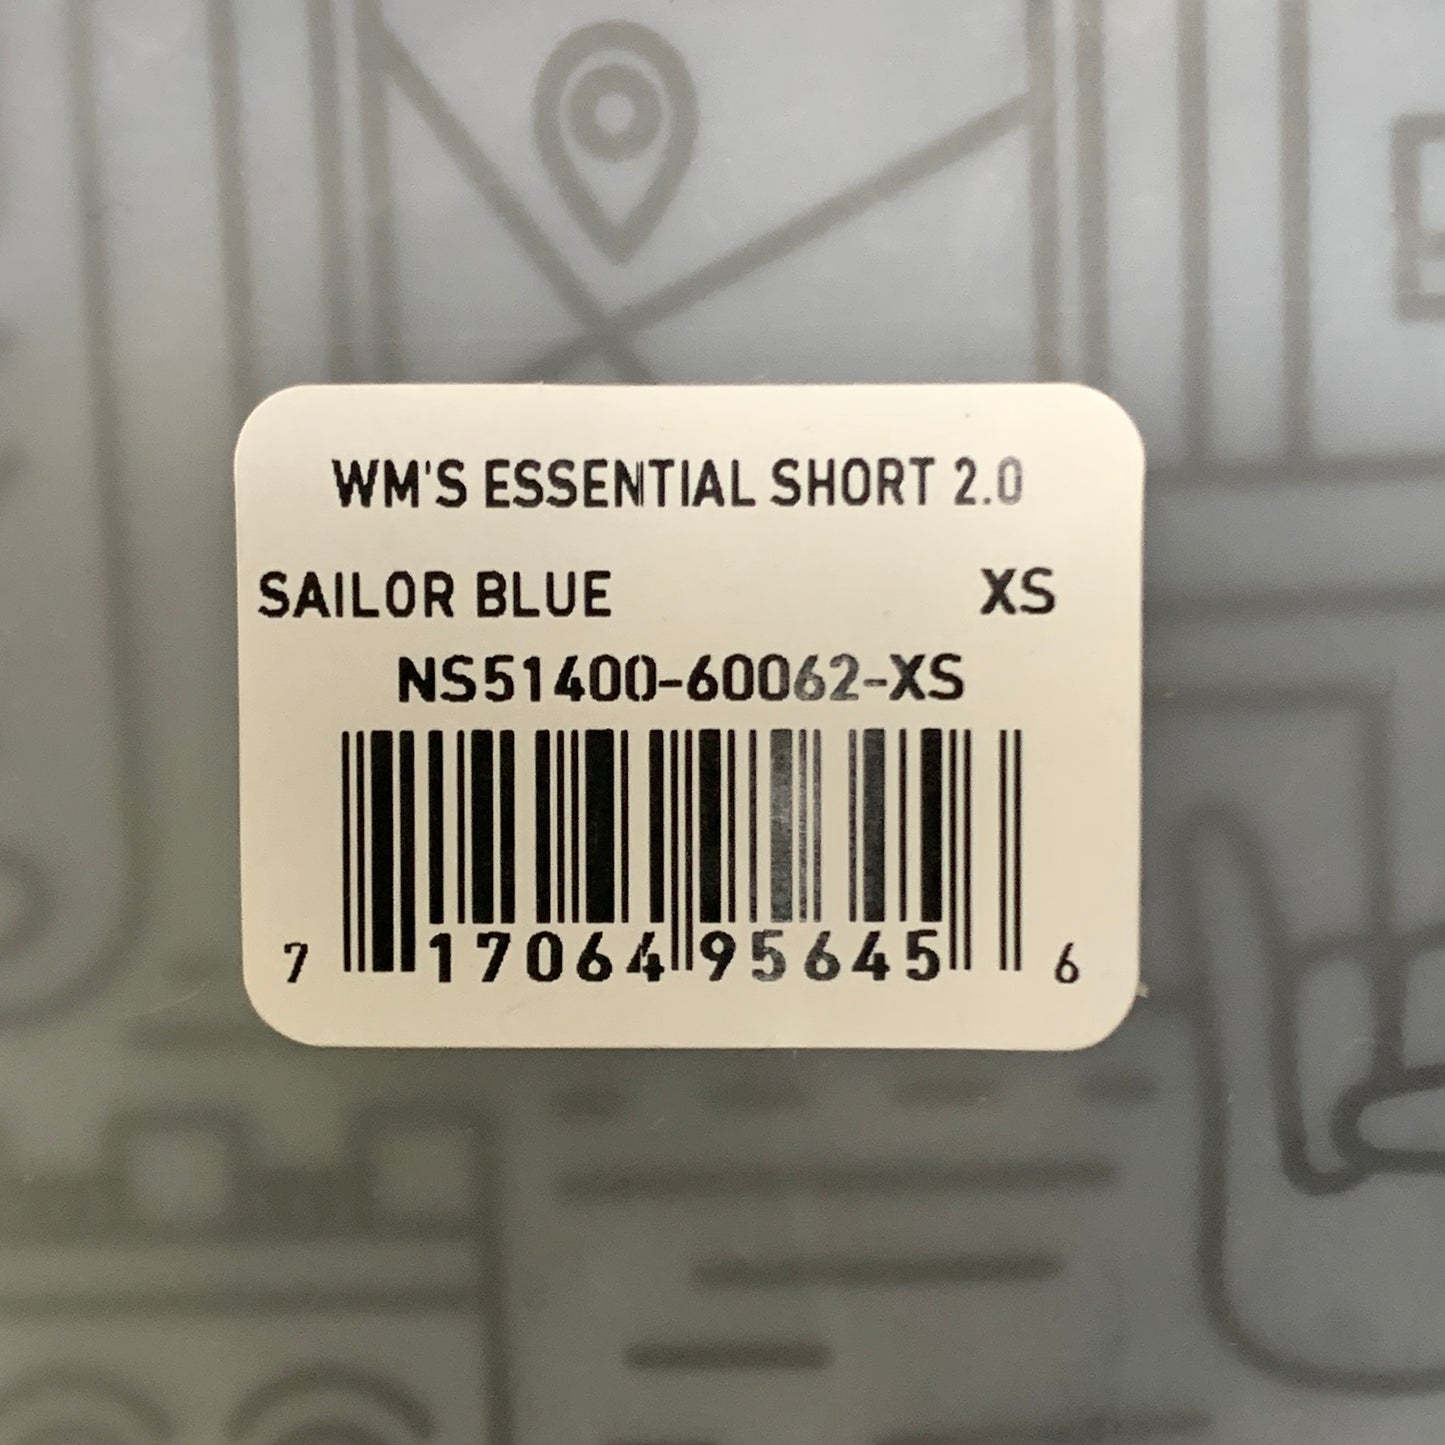 WM'S ESSENTIAL SHORT 2.0
SAILOR BLUE XS
NS51400-60062-XS
7 17064 95645 6